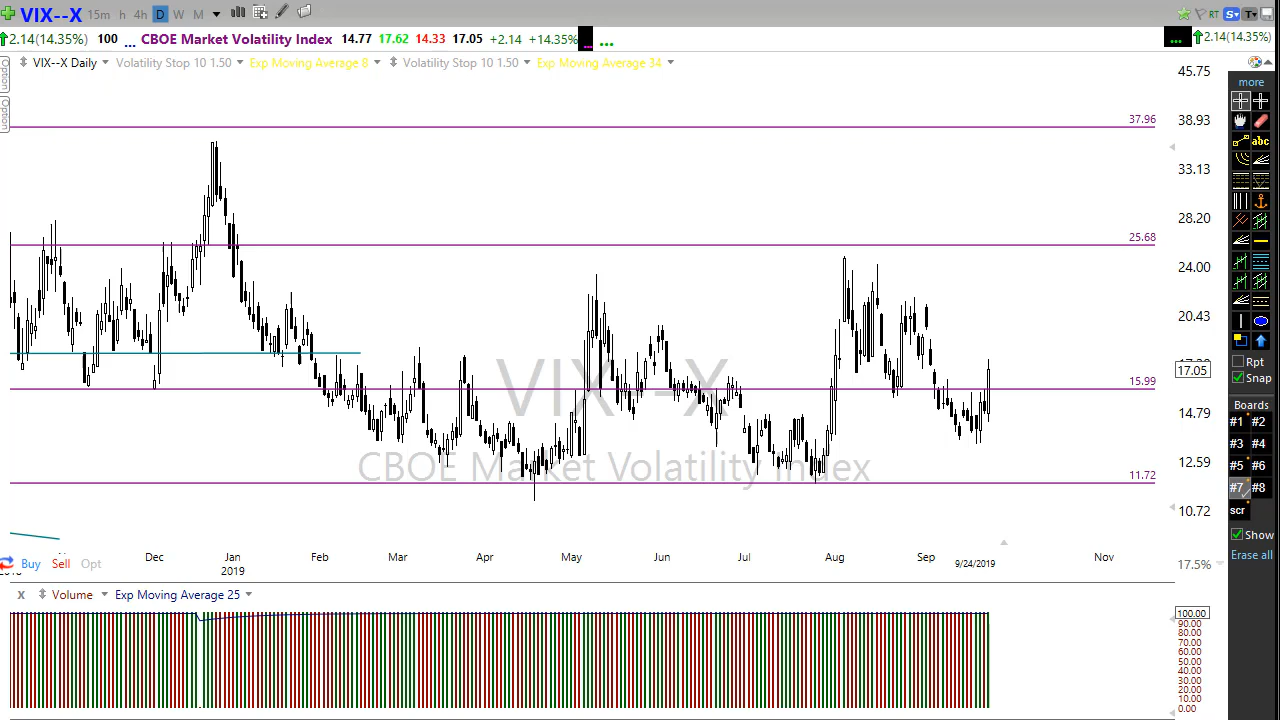 VIX--X 15m h 4h D W M RT S T
2.14(14.35%) 100 ... CBOE Market Volatility Index 14.77 17.62 14.33 17.05 +2.14 +14.35% ... ... 2.14(14.35%)
VIX--X Daily Volatility Stop 10 1.50 Exp Moving Average 8 Volatility Stop 10 1.50 Exp Moving Average 34
Option
Option
45.75
37.96
38.93
33.13
28.20
25.68
24.00
20.43
17.05
15.99
14.79
12.59
11.72
10.72
VIX--X
CBOE Market Volatility Index
Dec Jan Feb Mar Apr May Jun Jul Aug Sep Nov
2019 9/24/2019
Buy Sell Opt
17.5%
X Volume Exp Moving Average 25
100.00
90.00
80.00
70.00
60.00
50.00
40.00
30.00
20.00
10.00
0.00
more
abc
Rpt
Snap
Boards
#1 #2
#3 #4
#5 #6
#7 #8
scr
Show
Erase all